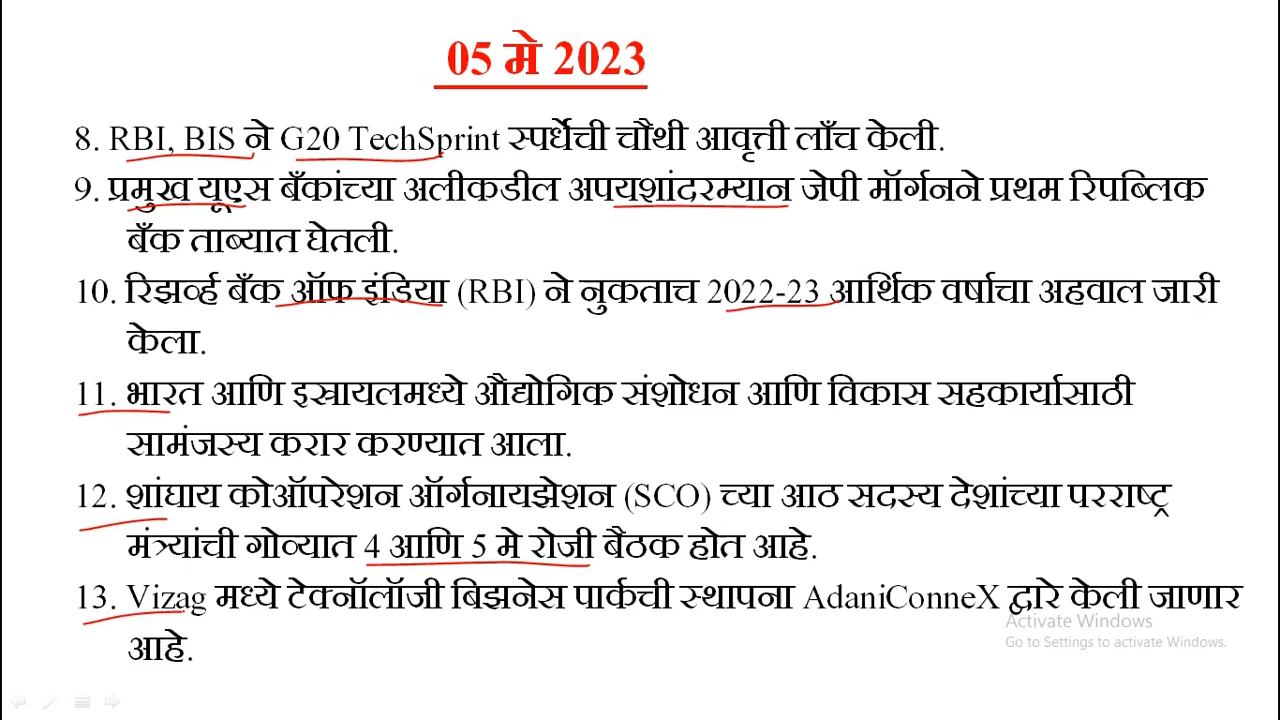 05 मे 2023
8. RBI, BIS ने G20 TechSprint स्पर्धेची चौथी आवृत्ती लाँच केली.
9. प्रमुख यूएस बँकांच्या अलीकडील अपयशांदरम्यान जेपी मॉर्गनने प्रथम रिपब्लिक
बँक ताब्यात घेतली.
10. रिझर्व्ह बँक ऑफ इंडिया (RBI) ने नुकताच 2022-23 आर्थिक वर्षाचा अहवाल जारी
केला.
11. भारत आणि इस्रायलमध्ये औद्योगिक संशोधन आणि विकास सहकार्यासाठी
सामंजस्य करार करण्यात आला.
12. शांघाय कोऑपरेशन ऑर्गनायझेशन (SCO) च्या आठ सदस्य देशांच्या परराष्ट्र
मंत्र्यांची गोव्यात 4 आणि 5 मे रोजी बैठक होत आहे.
13. Vizag मध्ये टेक्नॉलॉजी बिझनेस पार्कची स्थापना AdaniConneX द्वारे केली जाणार
आहे.
Activate Windows
Go to Settings to activate Windows.